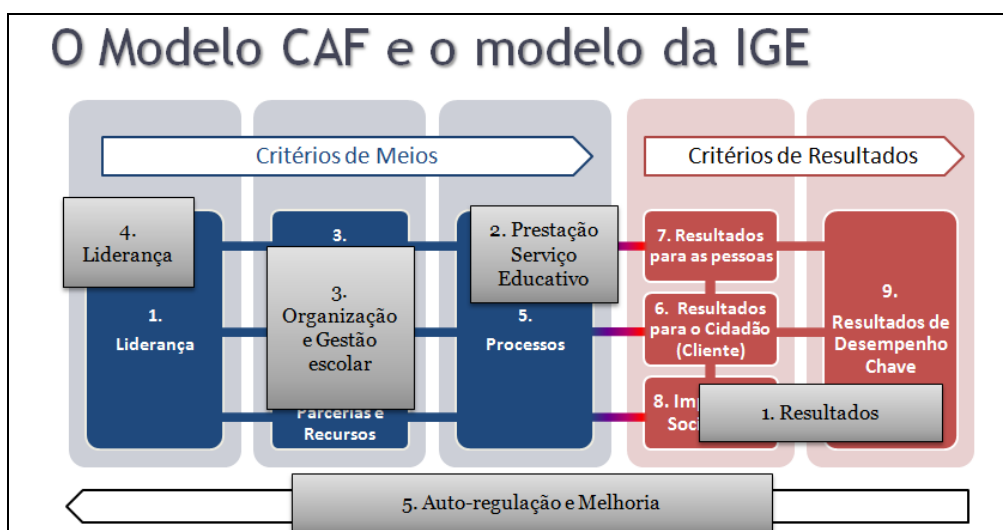 O Modelo CAF e o modelo da IGE
Critérios de Meios
Critérios de Resultados
4.
Liderança
1.
Liderança
3.
3.
Organização
e Gestão
escolar
Parcerias e
Recursos
2. Prestação
Serviço
Educativo
5.
Processos
7. Resultados
para as pessoas
6. Resultados
para o Cidadão
(Cliente)
8.
9.
Resultados de
Desempenho
Chave
1. Resultados
5. Auto-regulação e Melhoria